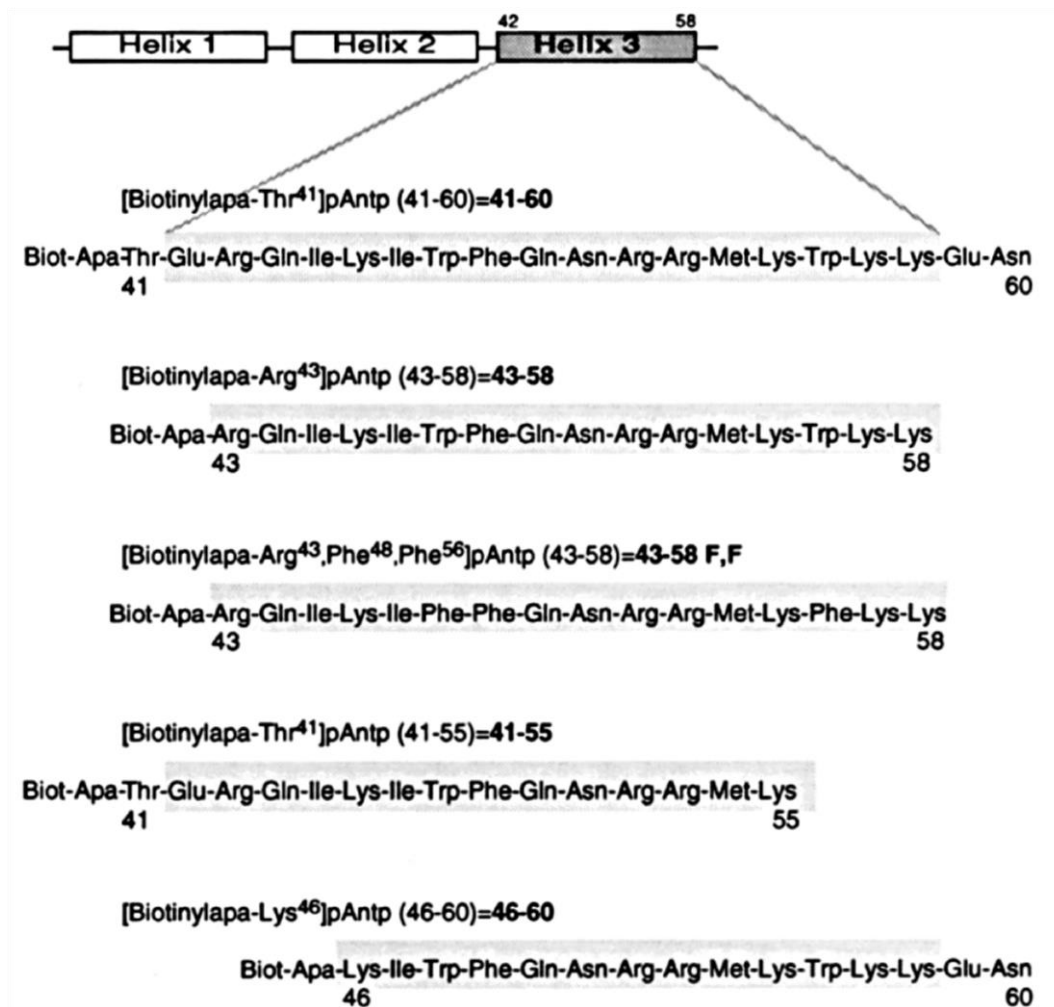 42 58
Helix 1 Helix 2 Helix 3
[Biotinylapa-Thr41]pAntp (41-60)=41-60
Biot-Apa-Thr-Glu-Arg-Gln-Ile-Lys-Ile-Trp-Phe-Gln-Asn-Arg-Arg-Met-Lys-Trp-Lys-Lys-Glu-Asn
41 60
[Biotinylapa-Arg43]pAntp (43-58)=43-58
Biot-Apa-Arg-Gln-Ile-Lys-Ile-Trp-Phe-Gln-Asn-Arg-Arg-Met-Lys-Trp-Lys-Lys
43 58
[Biotinylapa-Arg43,Phe48,Phe56]pAntp (43-58)=43-58 F,F
Biot-Apa-Arg-Gln-Ile-Lys-Ile-Phe-Phe-Gln-Asn-Arg-Arg-Met-Lys-Phe-Lys-Lys
43 58
[Biotinylapa-Thr41]pAntp (41-55)=41-55
Biot-Apa-Thr-Glu-Arg-Gln-Ile-Lys-Ile-Trp-Phe-Gln-Asn-Arg-Arg-Met-Lys
41 55
[Biotinylapa-Lys46]pAntp (46-60)=46-60
Biot-Apa-Lys-Ile-Trp-Phe-Gln-Asn-Arg-Arg-Met-Lys-Trp-Lys-Lys-Glu-Asn
46 60